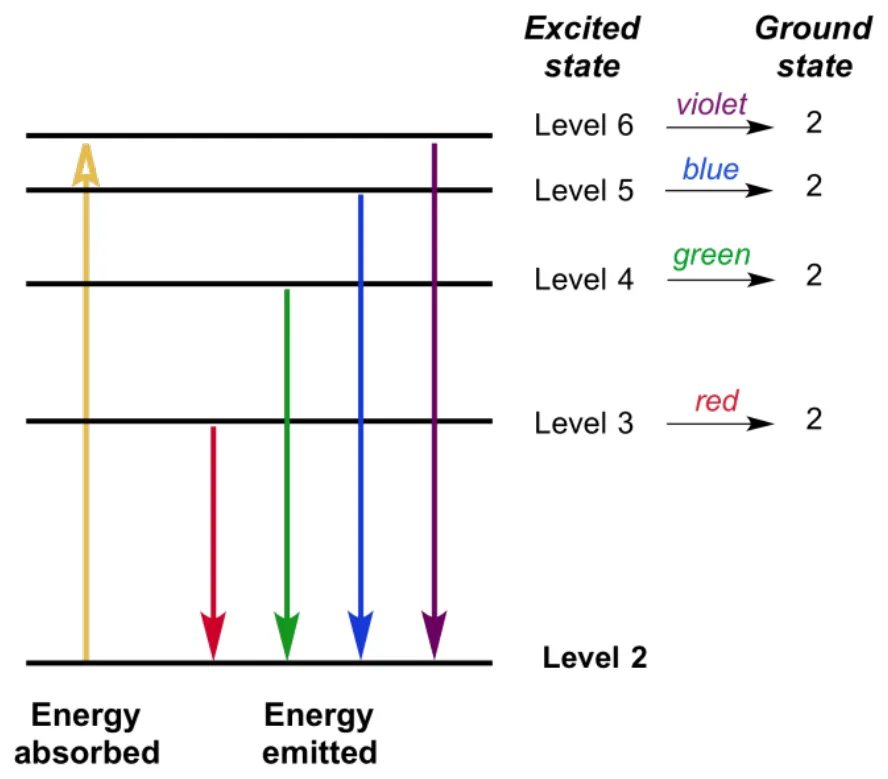 Excited Ground
state state
Level 6 violet 2
Level 5 blue 2
Level 4 green 2
Level 3 red 2
Level 2
Energy Energy
absorbed emitted